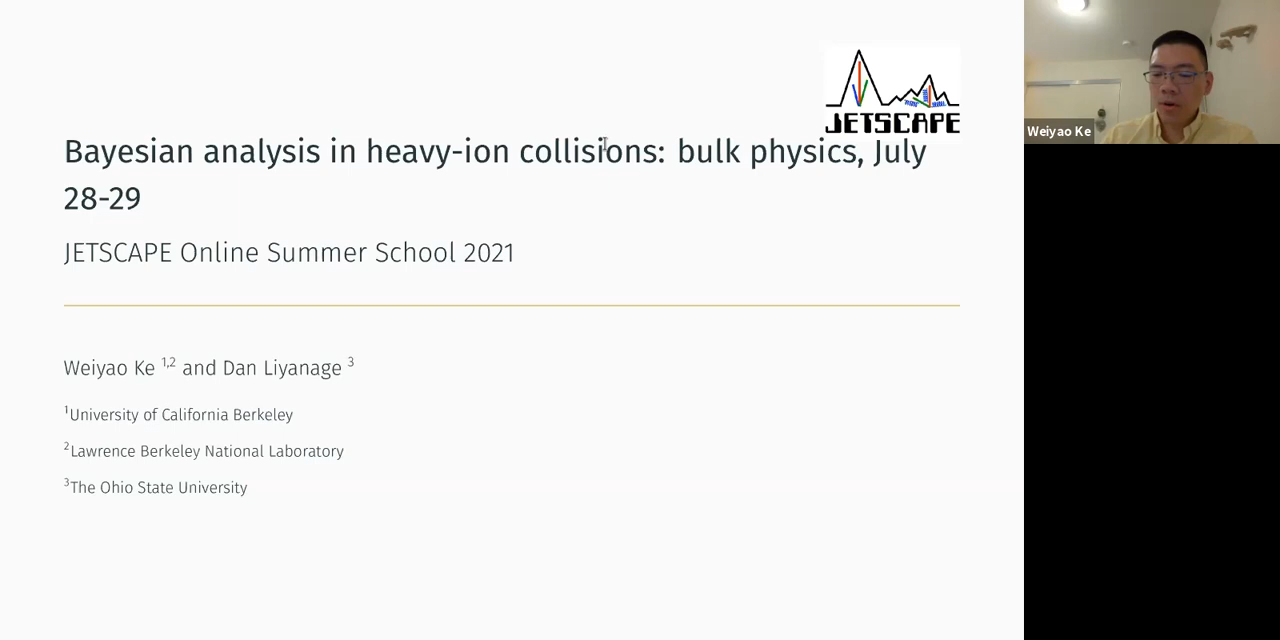 JETSCAPE
Bayesian analysis in heavy-ion collisions: bulk physics, July
28-29
JETSCAPE Online Summer School 2021
Weiyao Ke 1,2 and Dan Liyanage 3
1University of California Berkeley
2Lawrence Berkeley National Laboratory
3The Ohio State University
Weiyao Ke